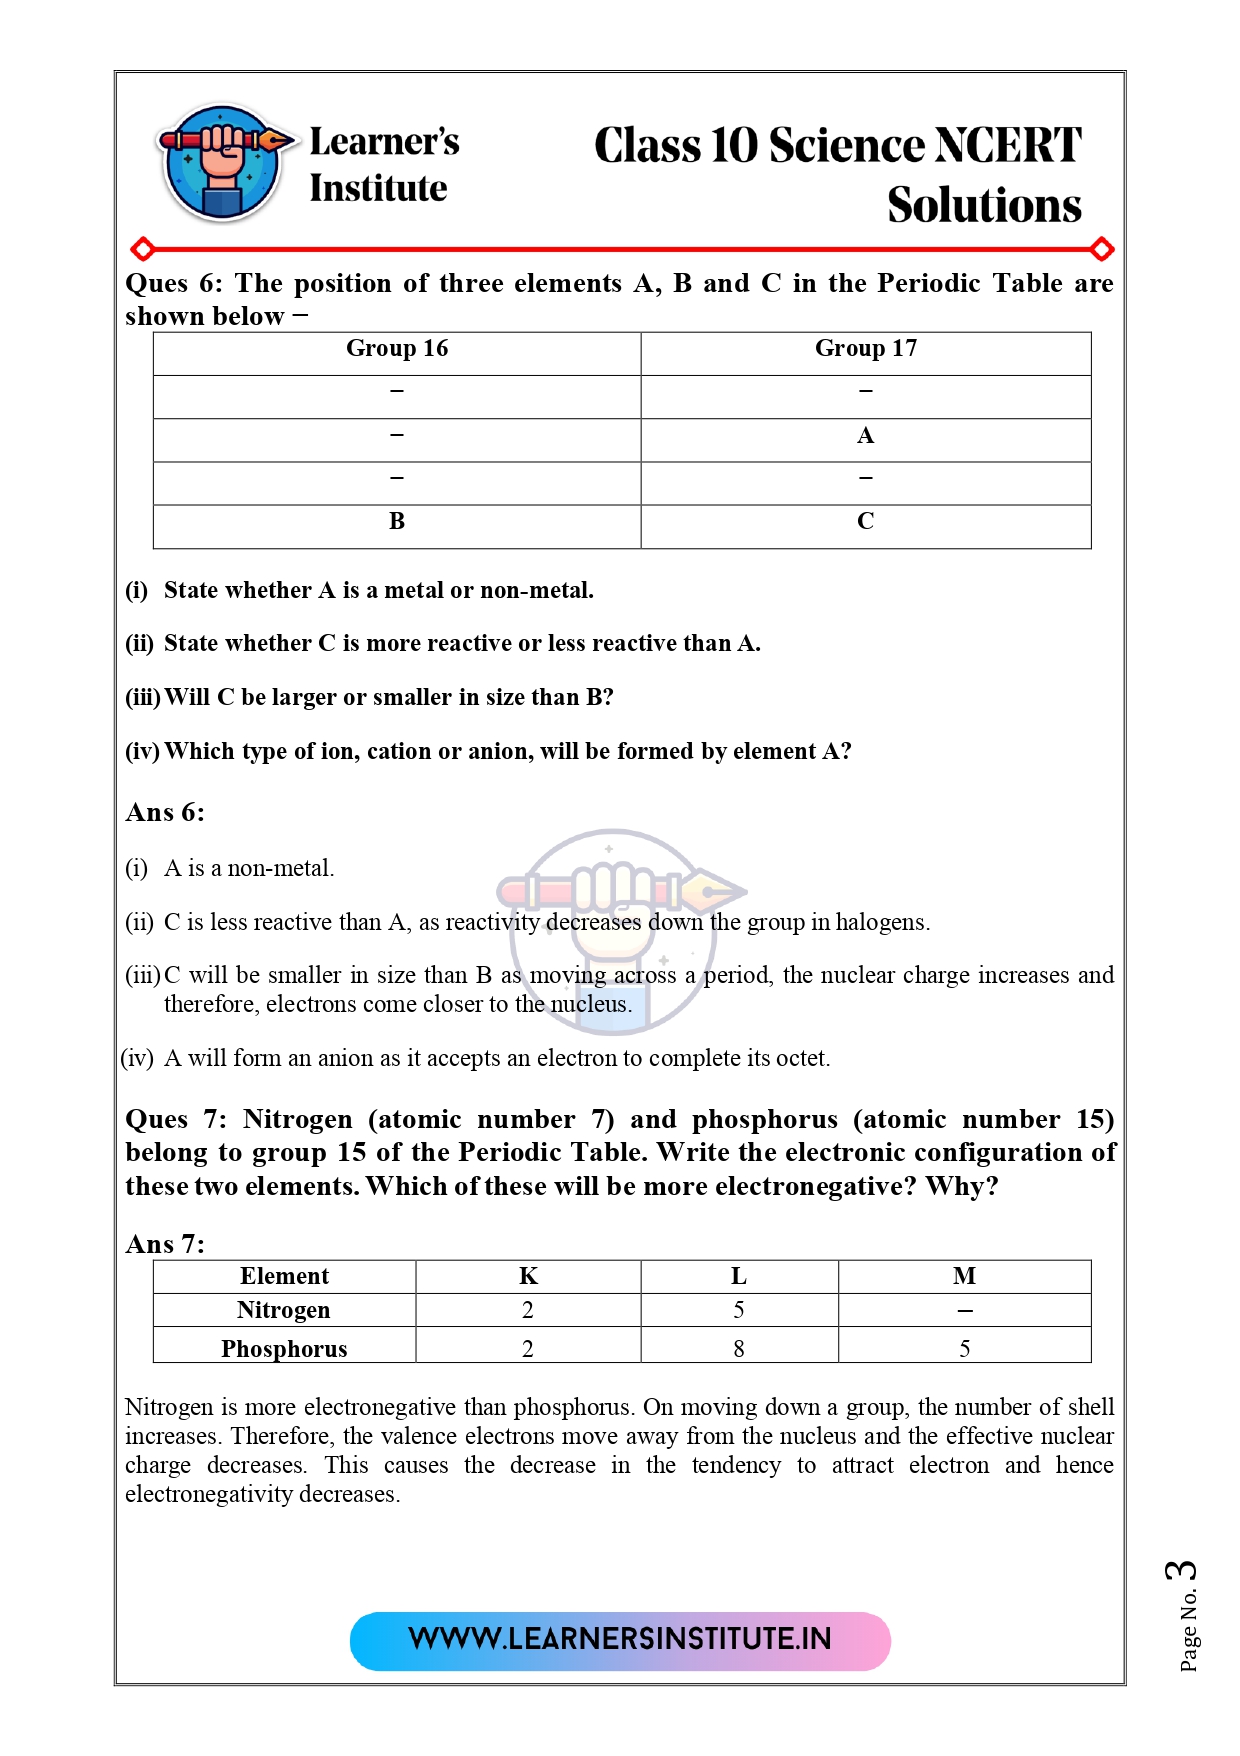 Learner's
Institute
Class 10 Science NCERT
Solutions
Ques 6: The position of three elements A, B and C in the Periodic Table are
shown below −
Group 16 Group 17
− −
− A
− −
B C
(i) State whether A is a metal or non-metal.
(ii) State whether C is more reactive or less reactive than A.
(iii) Will C be larger or smaller in size than B?
(iv) Which type of ion, cation or anion, will be formed by element A?
Ans 6:
(i) A is a non-metal.
(ii) C is less reactive than A, as reactivity decreases down the group in halogens.
(iii) C will be smaller in size than B as moving across a period, the nuclear charge increases and
therefore, electrons come closer to the nucleus.
(iv) A will form an anion as it accepts an electron to complete its octet.
Ques 7: Nitrogen (atomic number 7) and phosphorus (atomic number 15)
belong to group 15 of the Periodic Table. Write the electronic configuration of
these two elements. Which of these will be more electronegative? Why?
Ans 7:
Element K L M
Nitrogen 2 5 −
Phosphorus 2 8 5
Nitrogen is more electronegative than phosphorus. On moving down a group, the number of shell
increases. Therefore, the valence electrons move away from the nucleus and the effective nuclear
charge decreases. This causes the decrease in the tendency to attract electron and hence
electronegativity decreases.
WWW.LEARNERSINSTITUTE.IN
Page No. 3